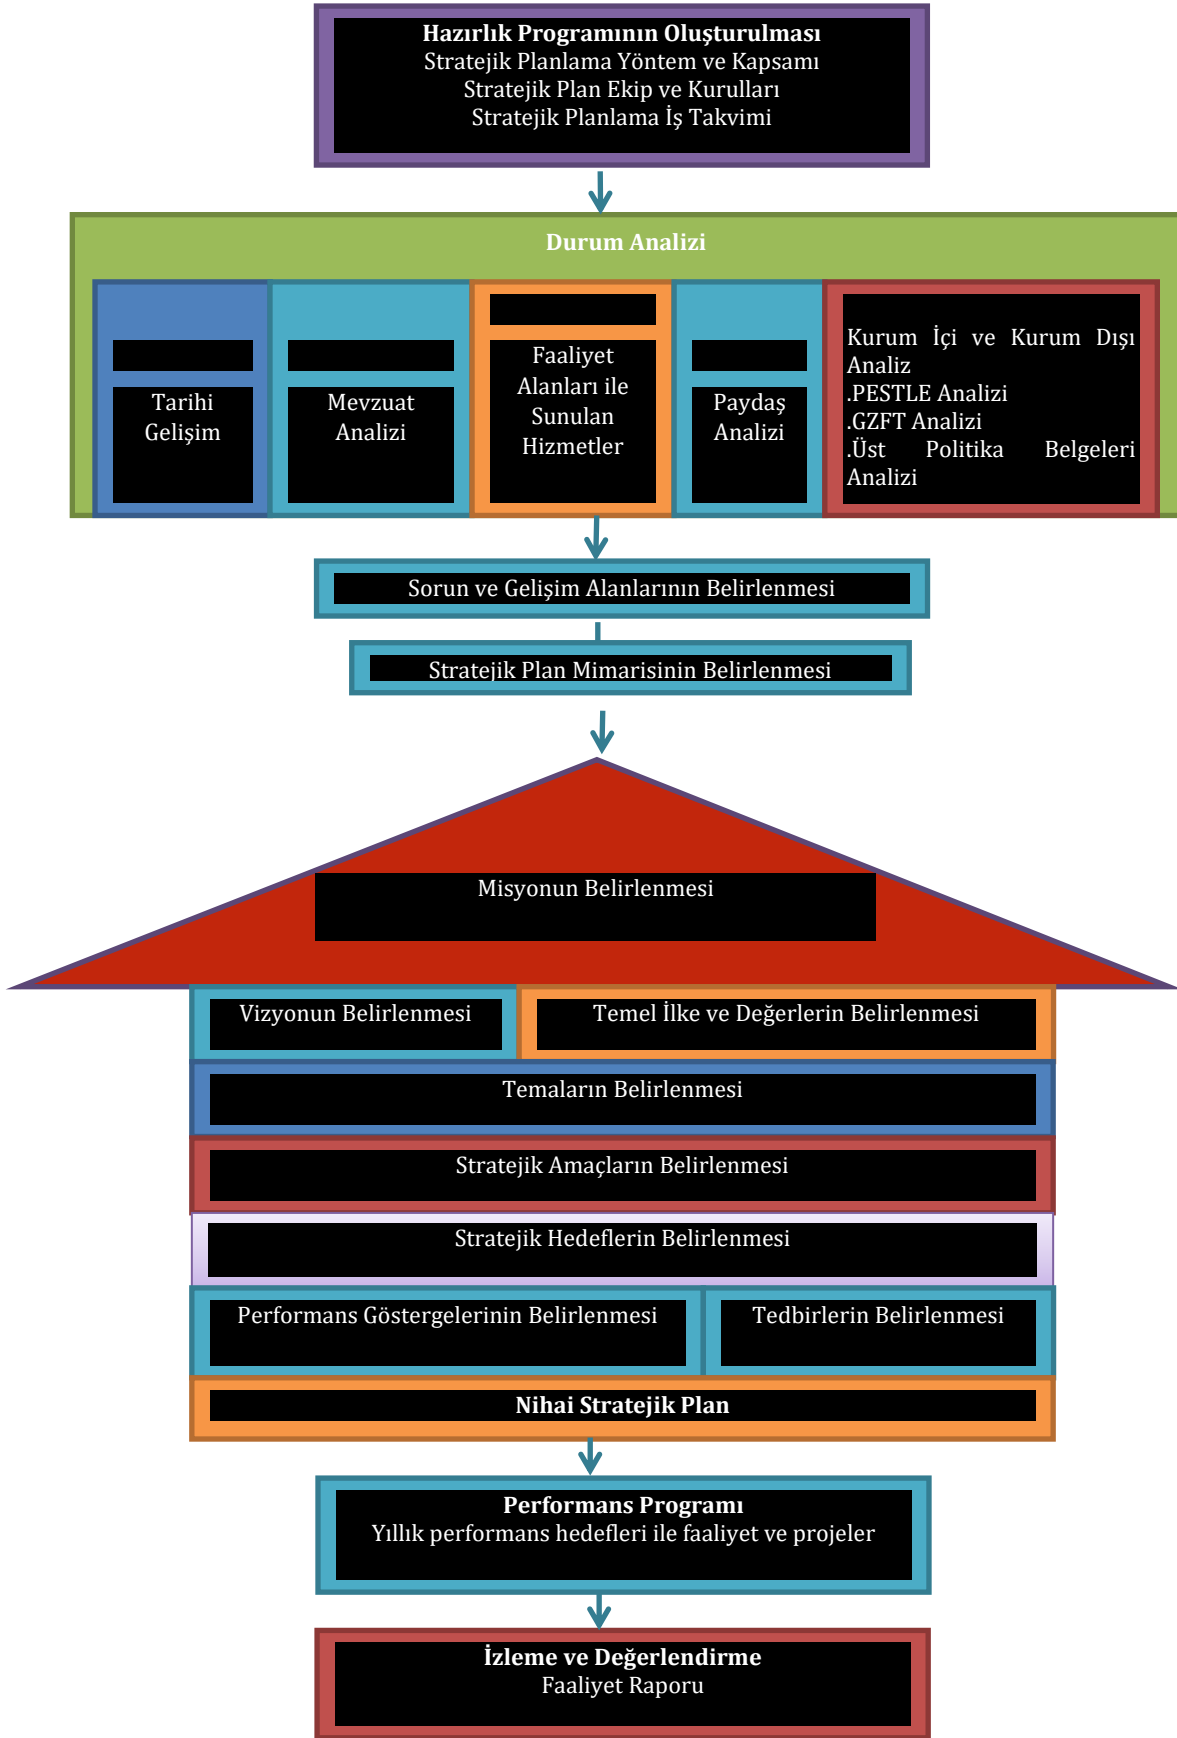 Hazırlık Programının Oluşturulması
Stratejik Planlama Yöntem ve Kapsamı
Stratejik Plan Ekip ve Kurulları
Stratejik Planlama İş Takvimi
Durum Analizi
Tarihi
Gelişim
Mevzuat
Analizi
Faaliyet
Alanları ile
Sunulan
Hizmetler
Paydaş
Analizi
Kurum İçi ve Kurum Dışı
Analiz
.PESTLE Analizi
.GZFT Analizi
.Üst Politika Belgeleri
Analizi
Sorun ve Gelişim Alanlarının Belirlenmesi
Stratejik Plan Mimarisinin Belirlenmesi
Misyonun Belirlenmesi
Vizyonun Belirlenmesi
Temel İlke ve Değerlerin Belirlenmesi
Temaların Belirlenmesi
Stratejik Amaçların Belirlenmesi
Stratejik Hedeflerin Belirlenmesi
Performans Göstergelerinin Belirlenmesi
Tedbirlerin Belirlenmesi
Nihai Stratejik Plan
Performans Programı
Yıllık performans hedefleri ile faaliyet ve projeler
İzleme ve Değerlendirme
Faaliyet Raporu